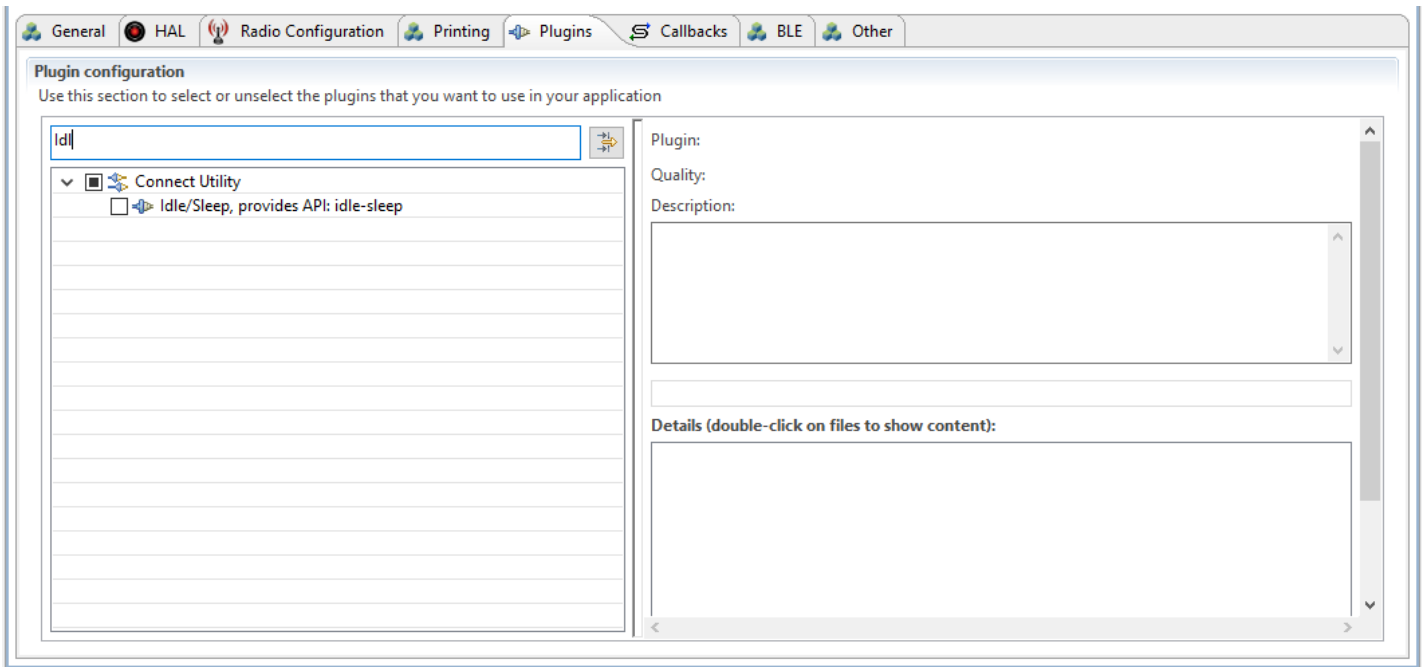 General HAL Radio Configuration Printing Plugins Callbacks BLE Other
Plugin configuration
Use this section to select or unselect the plugins that you want to use in your application
Idl
Connect Utility
Idle/Sleep, provides API: idle-sleep
Plugin:
Quality:
Description:
Details (double-click on files to show content):